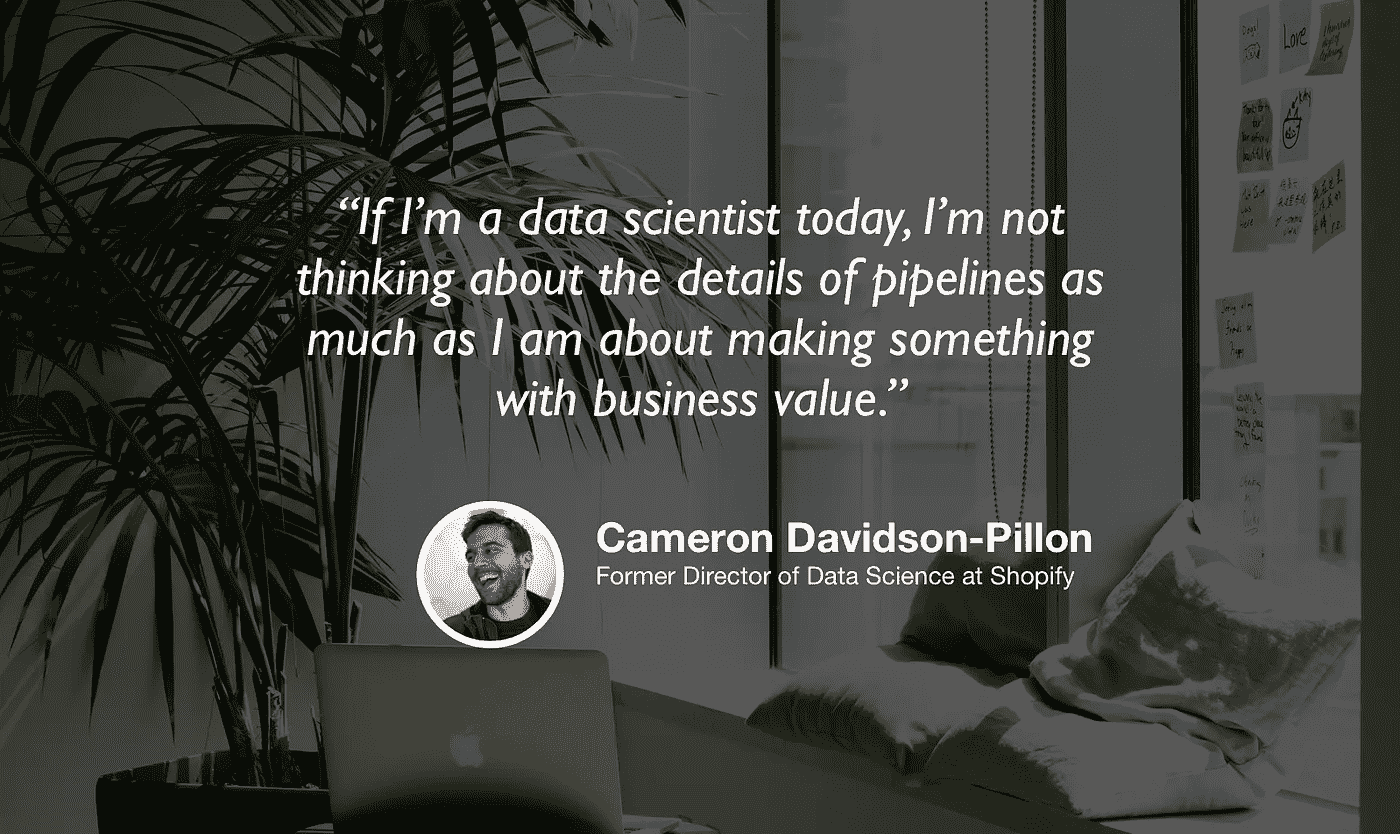 “If I’m a data scientist today, I’m not
thinking about the details of pipelines as
much as I am about making something
with business value.”
Cameron Davidson-Pillon
Former Director of Data Science at Shopify
Love